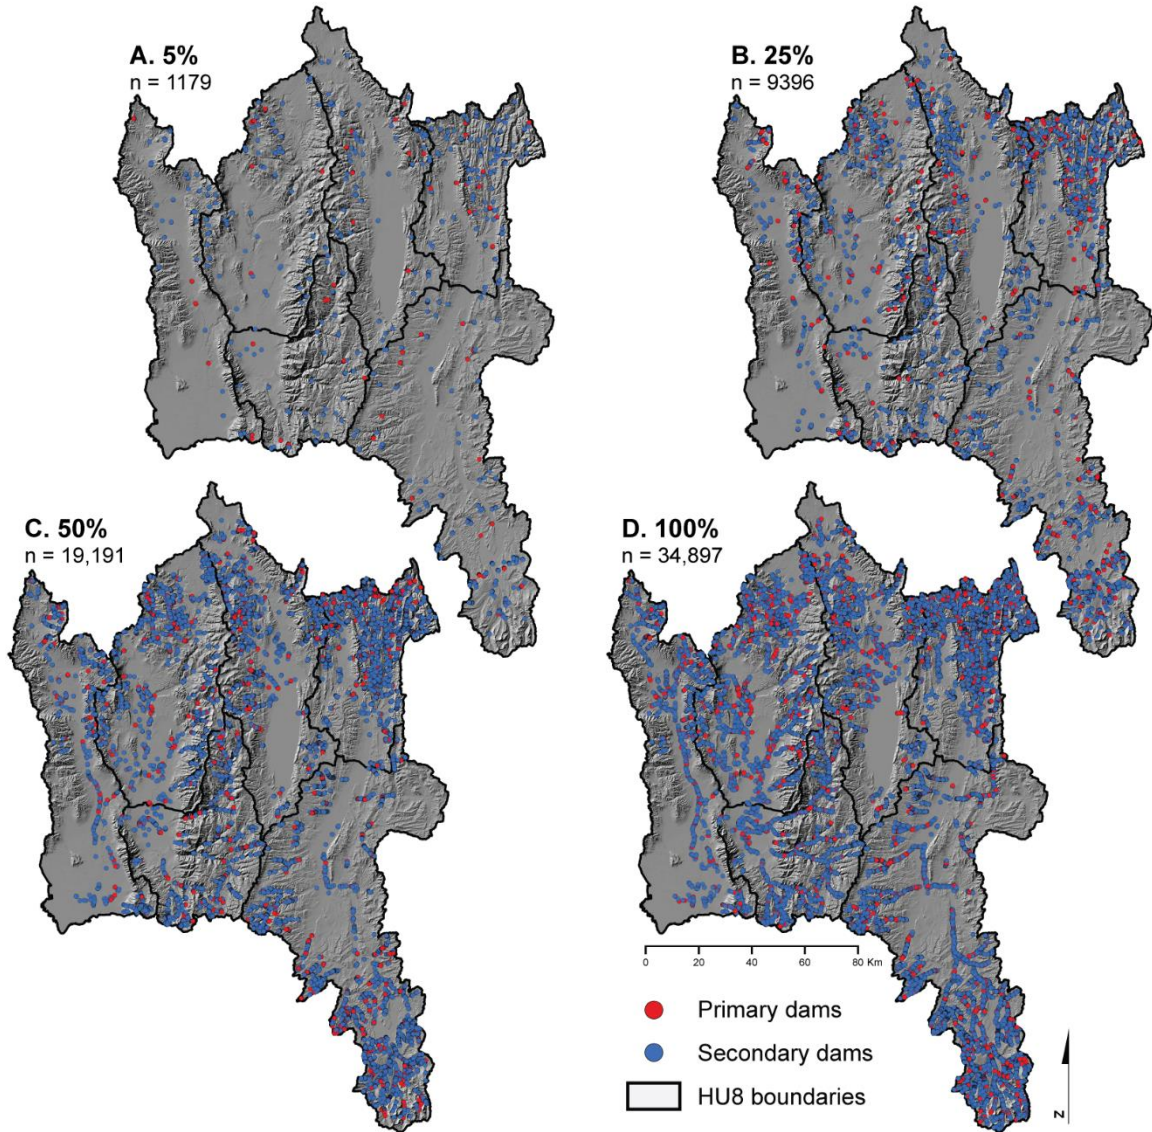 A. 5%
n = 1179
B. 25%
n = 9396
C. 50%
n = 19,191
D. 100%
n = 34,897
0 20 40 60 80 Km
Primary dams
Secondary dams
HU8 boundaries
N